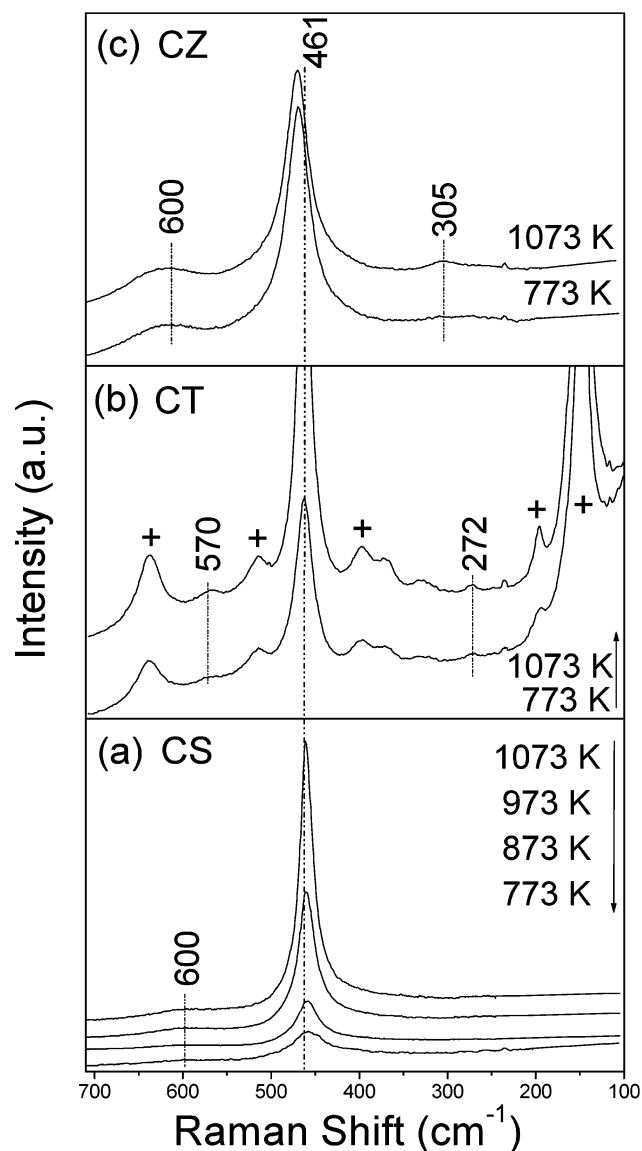 (c) CZ
461
600
305
1073 K
773 K
(b) CT
+
570
+
+
272
+
+
1073 K
773 K
(a) CS
1073 K
973 K
873 K
773 K
600
700 600 500 400 300 200 100
Raman Shift (cm⁻¹)
Intensity (a.u.)